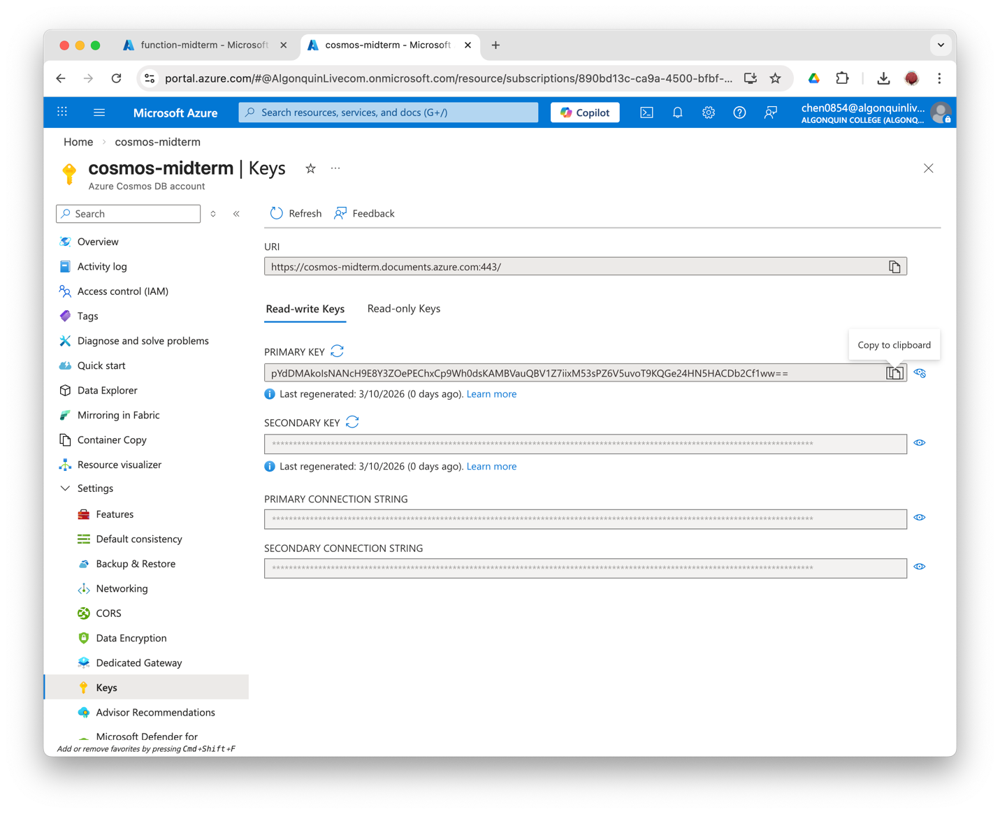 function-midterm - Microsoft
cosmos-midterm - Microsoft
portal.azure.com/#@AlgonquinLivecom.onmicrosoft.com/resource/subscriptions/890bd13c-ca9a-4500-bfbf-...
Microsoft Azure
Search resources, services, and docs (G+/)
Copilot
chen0854@algonquinliv...
ALGONQUIN COLLEGE (ALGONQ...
Home > cosmos-midterm
cosmos-midterm | Keys
Azure Cosmos DB account
Search
Refresh
Feedback
Overview
Activity log
Access control (IAM)
Tags
Diagnose and solve problems
Quick start
Data Explorer
Mirroring in Fabric
Container Copy
Resource visualizer
Settings
Features
Default consistency
Backup & Restore
Networking
CORS
Data Encryption
Dedicated Gateway
Keys
Advisor Recommendations
Microsoft Defender for
Add or remove favorites by pressing Cmd+Shift+F
URI
https://cosmos-midterm.documents.azure.com:443/
Read-write Keys
Read-only Keys
Copy to clipboard
PRIMARY KEY
pYdDMAkoIsNANcH9E8Y3ZOePEChxCp9Wh0dsKAMBVauQBV1Z7iixM53sPZ6V5uvoT9KQGe24HN5HACDb2Cf1ww==
Last regenerated: 3/10/2026 (0 days ago). Learn more
SECONDARY KEY
Last regenerated: 3/10/2026 (0 days ago). Learn more
PRIMARY CONNECTION STRING
SECONDARY CONNECTION STRING